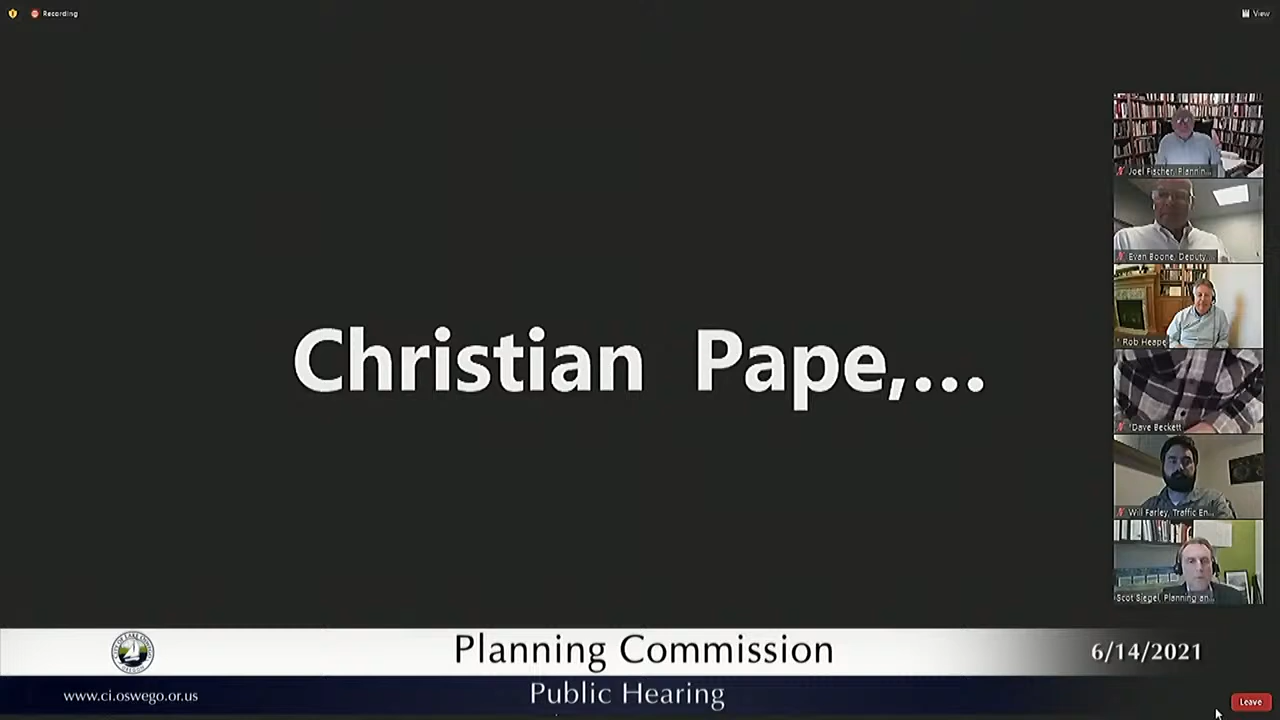 Recording
View
Christian Pape,...
Joel Fischer, Plannin...
Evan Boone, Deputy ...
Rob Heape
Dave Beckett
Will Farley, Traffic En...
Scot Siegel, Planning an...
Planning Commission
6/14/2021
www.ci.oswego.or.us
Public Hearing
Leave